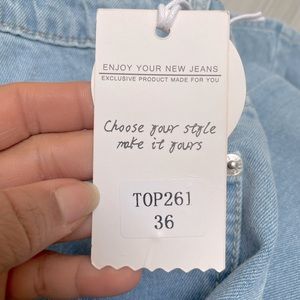 ENJOY YOUR NEW JEANS
EXCLUSIVE PRODUCT MADE FOR YOU
Choose your style
make it yours
TOP261
36